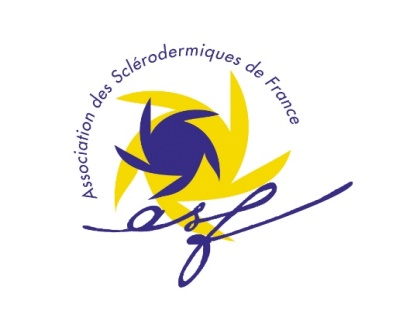 Association des Sclérodermiques de France
asf